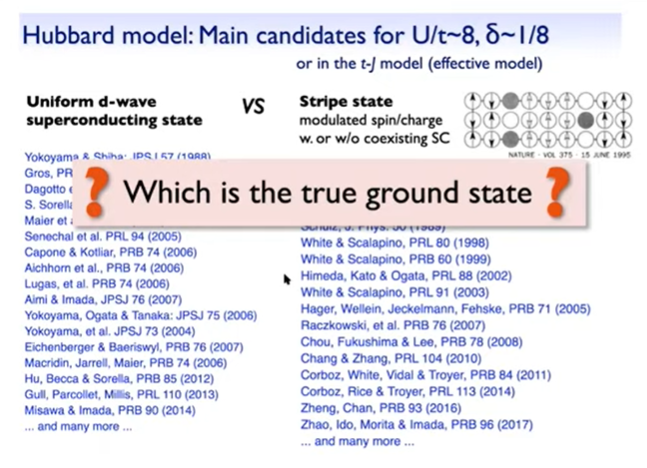 Hubbard model: Main candidates for U/t~8, δ~1/8
or in the t-J model (effective model)
Uniform d-wave
superconducting state
VS
Stripe state
modulated spin/charge
w. or w/o coexisting SC
NATURE · VOL 375 · 15 JUNE 1995
Yokoyama & Shiba: JPSJ 57 (1988)
Gros, PR
Dagotto e
S. Sorella
Maier et a
Senechal et al. PRL 94 (2005)
Capone & Kotliar, PRB 74 (2006)
Aichhorn et al., PRB 74 (2006)
Lugas, et al. PRB 74 (2006)
Aimi & Imada, JPSJ 76 (2007)
Yokoyama, Ogata & Tanaka: JPSJ 75 (2006)
Yokoyama, et al. JPSJ 73 (2004)
Eichenberger & Baeriswyl, PRB 76 (2007)
Macridin, Jarrell, Maier, PRB 74 (2006)
Hu, Becca & Sorella, PRB 85 (2012)
Gull, Parcollet, Millis, PRL 110 (2013)
Misawa & Imada, PRB 90 (2014)
... and many more ...
? Which is the true ground state ?
Schulz, J. Phys. 50 (1989)
White & Scalapino, PRL 80 (1998)
White & Scalapino, PRB 60 (1999)
Himeda, Kato & Ogata, PRL 88 (2002)
White & Scalapino, PRL 91 (2003)
Hager, Wellein, Jeckelmann, Fehske, PRB 71 (2005)
Raczkowski, et al. PRB 76 (2007)
Chou, Fukushima & Lee, PRB 78 (2008)
Chang & Zhang, PRL 104 (2010)
Corboz, White, Vidal & Troyer, PRB 84 (2011)
Corboz, Rice & Troyer, PRL 113 (2014)
Zheng, Chan, PRB 93 (2016)
Zhao, Ido, Morita & Imada, PRB 96 (2017)
... and many more ...